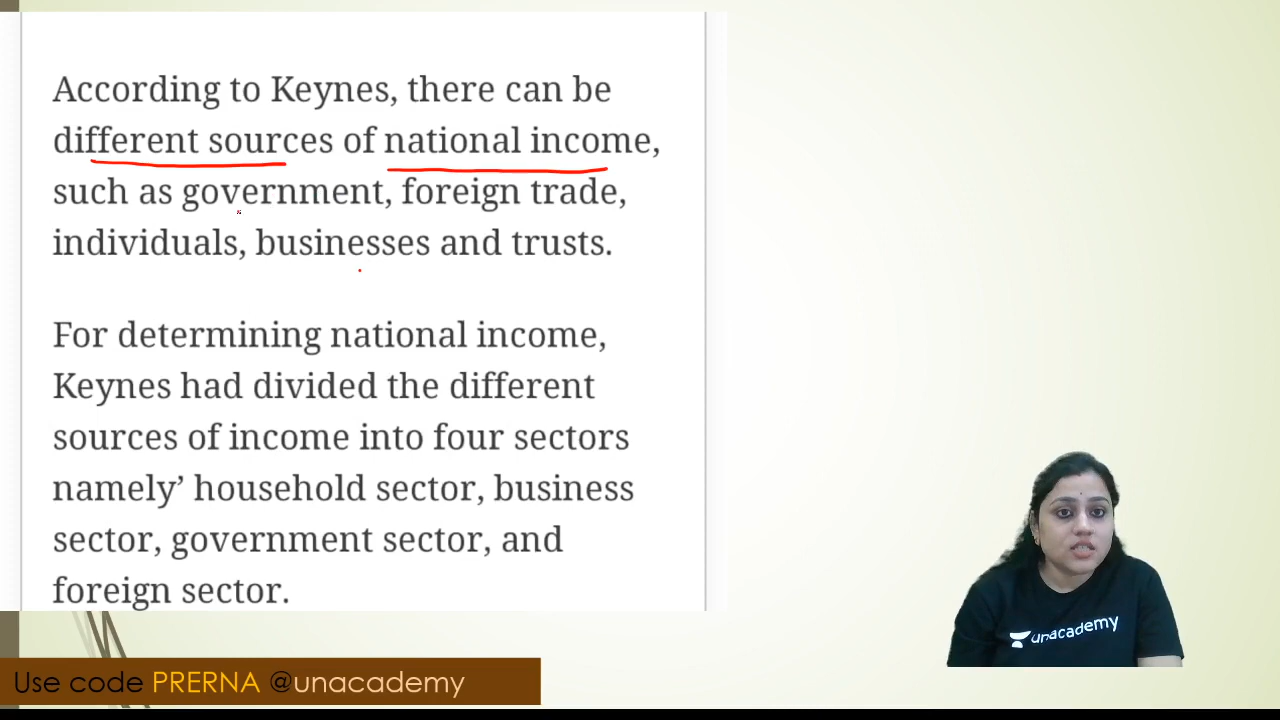 According to Keynes, there can be
different sources of national income,
such as government, foreign trade,
individuals, businesses and trusts.
For determining national income,
Keynes had divided the different
sources of income into four sectors
namely’ household sector, business
sector, government sector, and
foreign sector.
unacademy
Use code PRERNA @unacademy